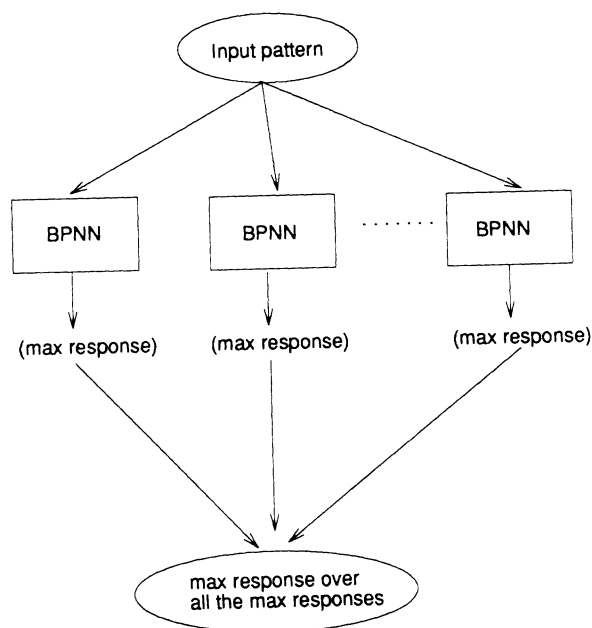 Input pattern
BPNN
BPNN
.......
BPNN
(max response)
(max response)
(max response)
max response over
all the max responses